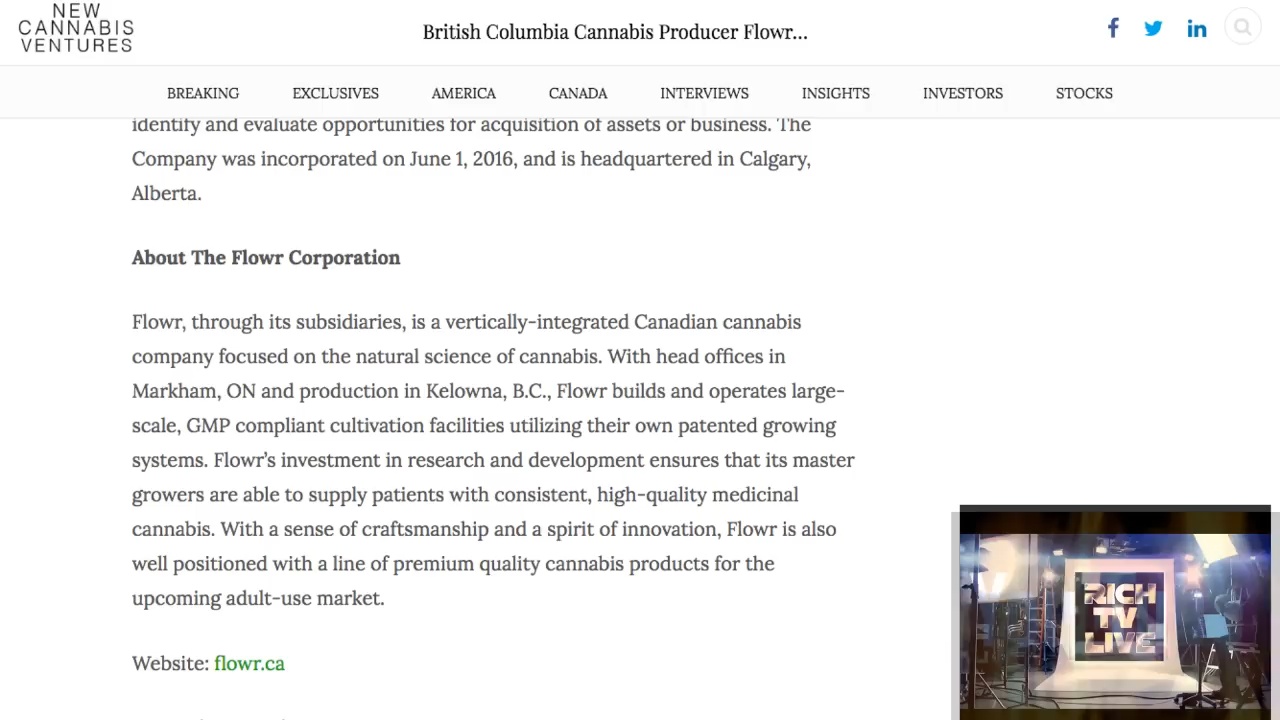 NEW
CANNABIS
VENTURES
British Columbia Cannabis Producer Flowr...
BREAKING EXCLUSIVES AMERICA CANADA INTERVIEWS INSIGHTS INVESTORS STOCKS
identify and evaluate opportunities for acquisition of assets or business. The
Company was incorporated on June 1, 2016, and is headquartered in Calgary,
Alberta.
About The Flowr Corporation
Flowr, through its subsidiaries, is a vertically-integrated Canadian cannabis
company focused on the natural science of cannabis. With head offices in
Markham, ON and production in Kelowna, B.C., Flowr builds and operates large-
scale, GMP compliant cultivation facilities utilizing their own patented growing
systems. Flowr's investment in research and development ensures that its master
growers are able to supply patients with consistent, high-quality medicinal
cannabis. With a sense of craftsmanship and a spirit of innovation, Flowr is also
well positioned with a line of premium quality cannabis products for the
upcoming adult-use market.
Website: flowr.ca
RICH
TV
LIVE